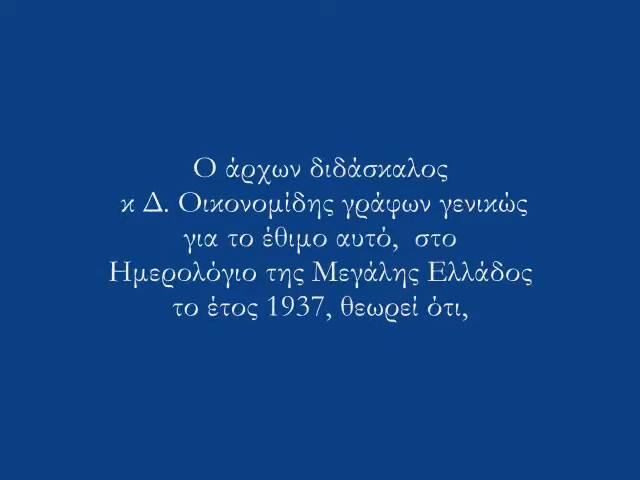 Ο άρχων διδάσκαλος
κ Δ. Οικονομίδης γράφων γενικώς
για το έθιμο αυτό, στο
Ημερολόγιο της Μεγάλης Ελλάδος
το έτος 1937, θεωρεί ότι,